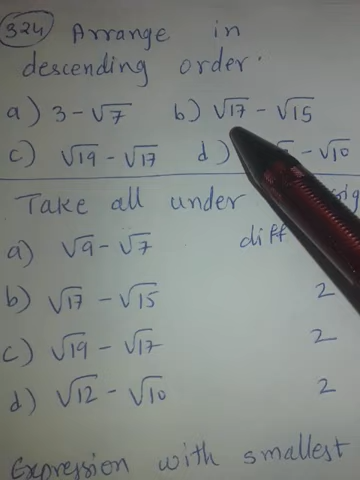 324 Arrange in
descending order.
a) 3 - √7 b) √17 - √15
c) √19 - √17 d) - √10
Take all under
a) √9 - √7 diff
b) √17 - √15 2
c) √19 - √17 2
d) √12 - √10 2
Expression with smallest